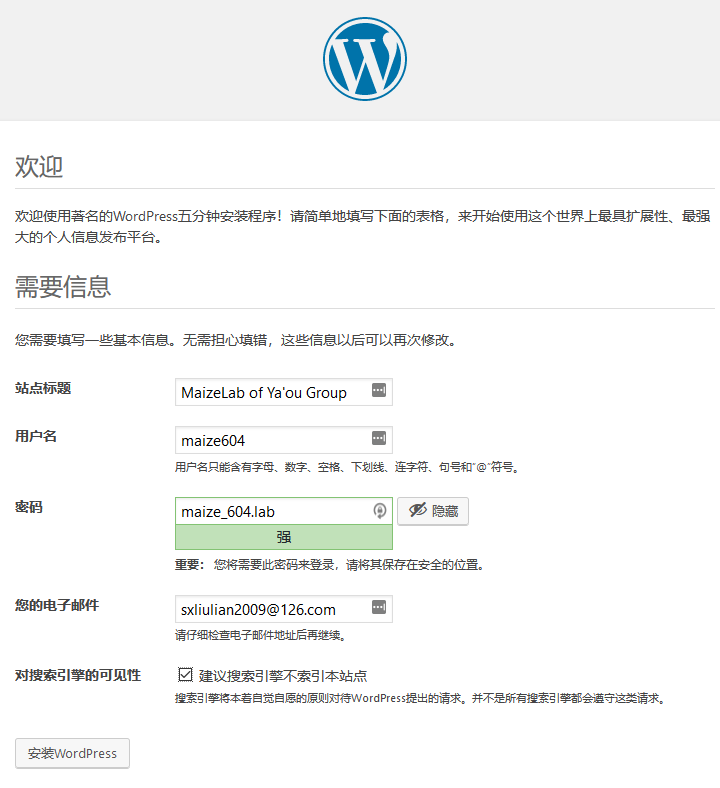 欢迎
欢迎使用著名的WordPress五分钟安装程序！请简单地填写下面的表格，来开始使用这个世界上最具扩展性、最强
大的个人信息发布平台。
需要信息
您需要填写一些基本信息。无需担心填错，这些信息以后可以再次修改。
站点标题 MaizeLab of Ya'ou Group
用户名 maize604
用户名只能含有字母、数字、空格、下划线、连字符、句号和“@”符号。
密码 maize_604.lab 隐藏
强
重要： 您将需要此密码来登录，请将其保存在安全的位置。
您的电子邮件 sxliulian2009@126.com
请仔细检查电子邮件地址后再继续。
对搜索引擎的可见性 建议搜索引擎不索引本站点
搜索引擎将本着自觉自愿的原则对待WordPress提出的请求。并不是所有搜索引擎都会遵守这类请求。
安装WordPress